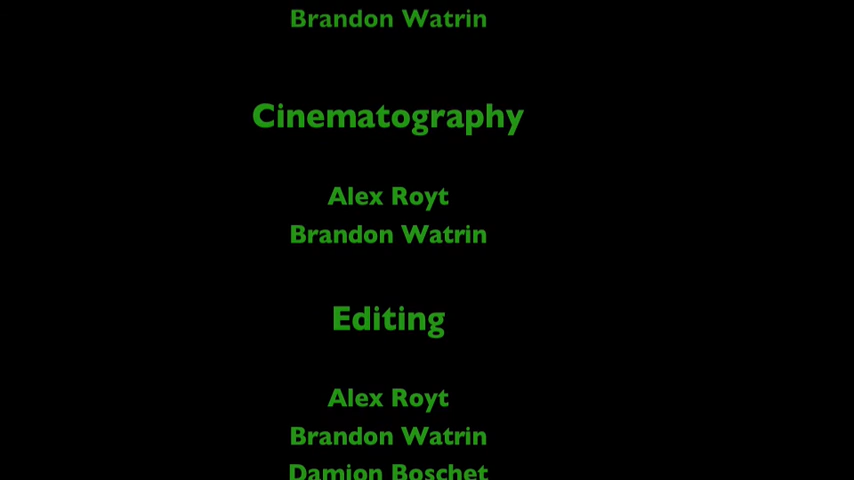 Brandon Watrin
Cinematography
Alex Royt
Brandon Watrin
Editing
Alex Royt
Brandon Watrin
Damion Boschet